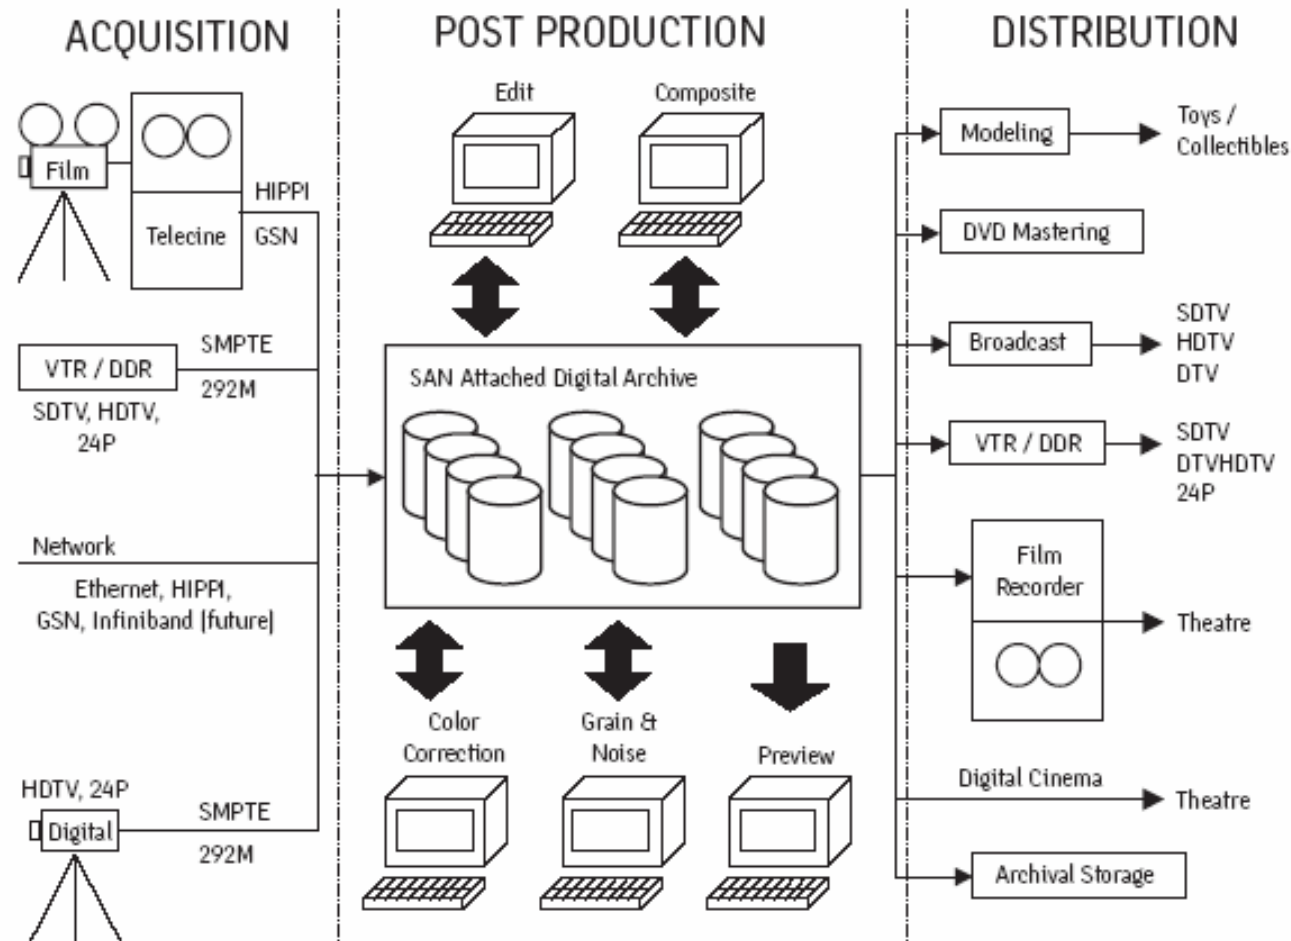 ACQUISITION
POST PRODUCTION
DISTRIBUTION
Film
Telecine
HIPPI
GSN
VTR / DDR
SMPTE
292M
SDTV, HDTV,
24P
Network
Ethernet, HIPPI,
GSN, Infiniband (future)
HDTV, 24P
Digital
SMPTE
292M
Edit
Composite
SAN Attached Digital Archive
Color
Correction
Grain &
Noise
Preview
Modeling
Toys /
Collectibles
DVD Mastering
Broadcast
SDTV
HDTV
DTV
VTR / DDR
SDTV
DTVHDTV
24P
Film
Recorder
Theatre
Digital Cinema
Theatre
Archival Storage